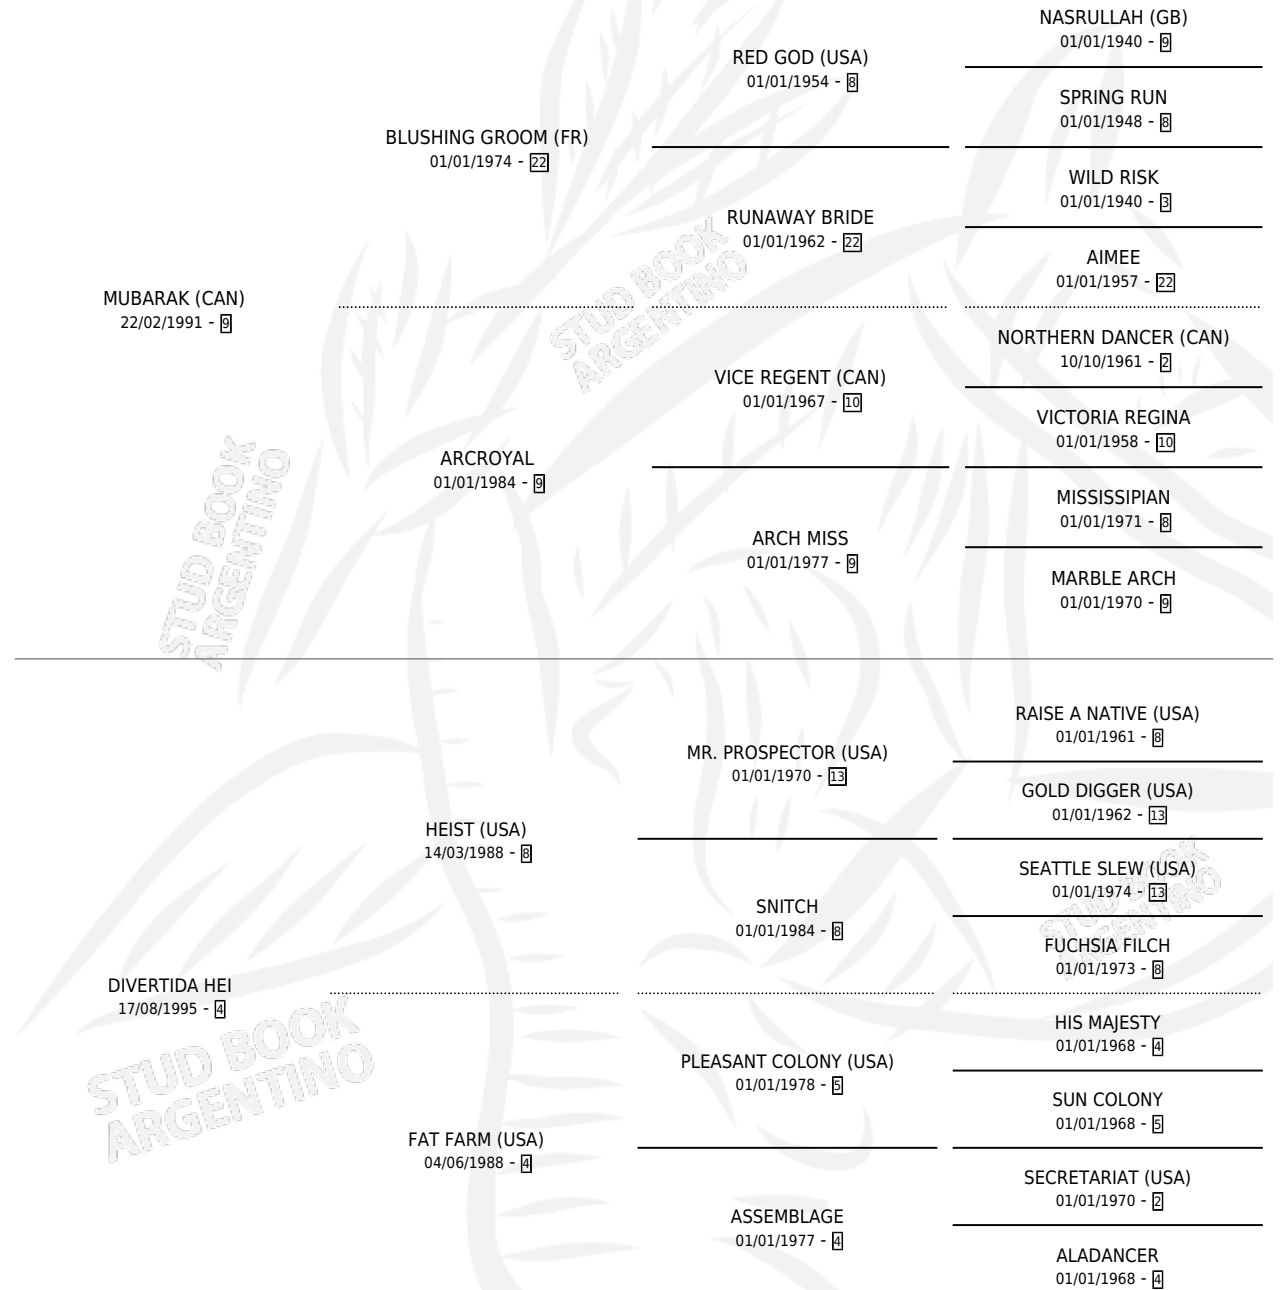 NASRULLAH (GB)
01/01/1940 - 9
RED GOD (USA)
01/01/1954 - 8
SPRING RUN
01/01/1948 - 8
BLUSHING GROOM (FR)
01/01/1974 - 22
WILD RISK
01/01/1940 - 3
RUNAWAY BRIDE
01/01/1962 - 22
AIMEE
01/01/1957 - 22
MUBARAK (CAN)
22/02/1991 - 9
NORTHERN DANCER (CAN)
10/10/1961 - 2
VICE REGENT (CAN)
01/01/1967 - 10
VICTORIA REGINA
01/01/1958 - 10
ARCROYAL
01/01/1984 - 9
MISSISSIPIAN
01/01/1971 - 8
ARCH MISS
01/01/1977 - 9
MARBLE ARCH
01/01/1970 - 9
RAISE A NATIVE (USA)
01/01/1961 - 8
MR. PROSPECTOR (USA)
01/01/1970 - 13
GOLD DIGGER (USA)
01/01/1962 - 13
HEIST (USA)
14/03/1988 - 8
SEATTLE SLEW (USA)
01/01/1974 - 13
SNITCH
01/01/1984 - 8
FUCHSIA FILCH
01/01/1973 - 8
DIVERTIDA HEI
17/08/1995 - 4
HIS MAJESTY
01/01/1968 - 4
PLEASANT COLONY (USA)
01/01/1978 - 5
SUN COLONY
01/01/1968 - 5
FAT FARM (USA)
04/06/1988 - 4
SECRETARIAT (USA)
01/01/1970 - 2
ASSEMBLAGE
01/01/1977 - 4
ALADANCER
01/01/1968 - 4
STUD BOOK
ARGENTINO
STUD BOOK
ARGENTINO
STUD BOOK
ARGENTINO
STUD BOOK
ARGENTINO